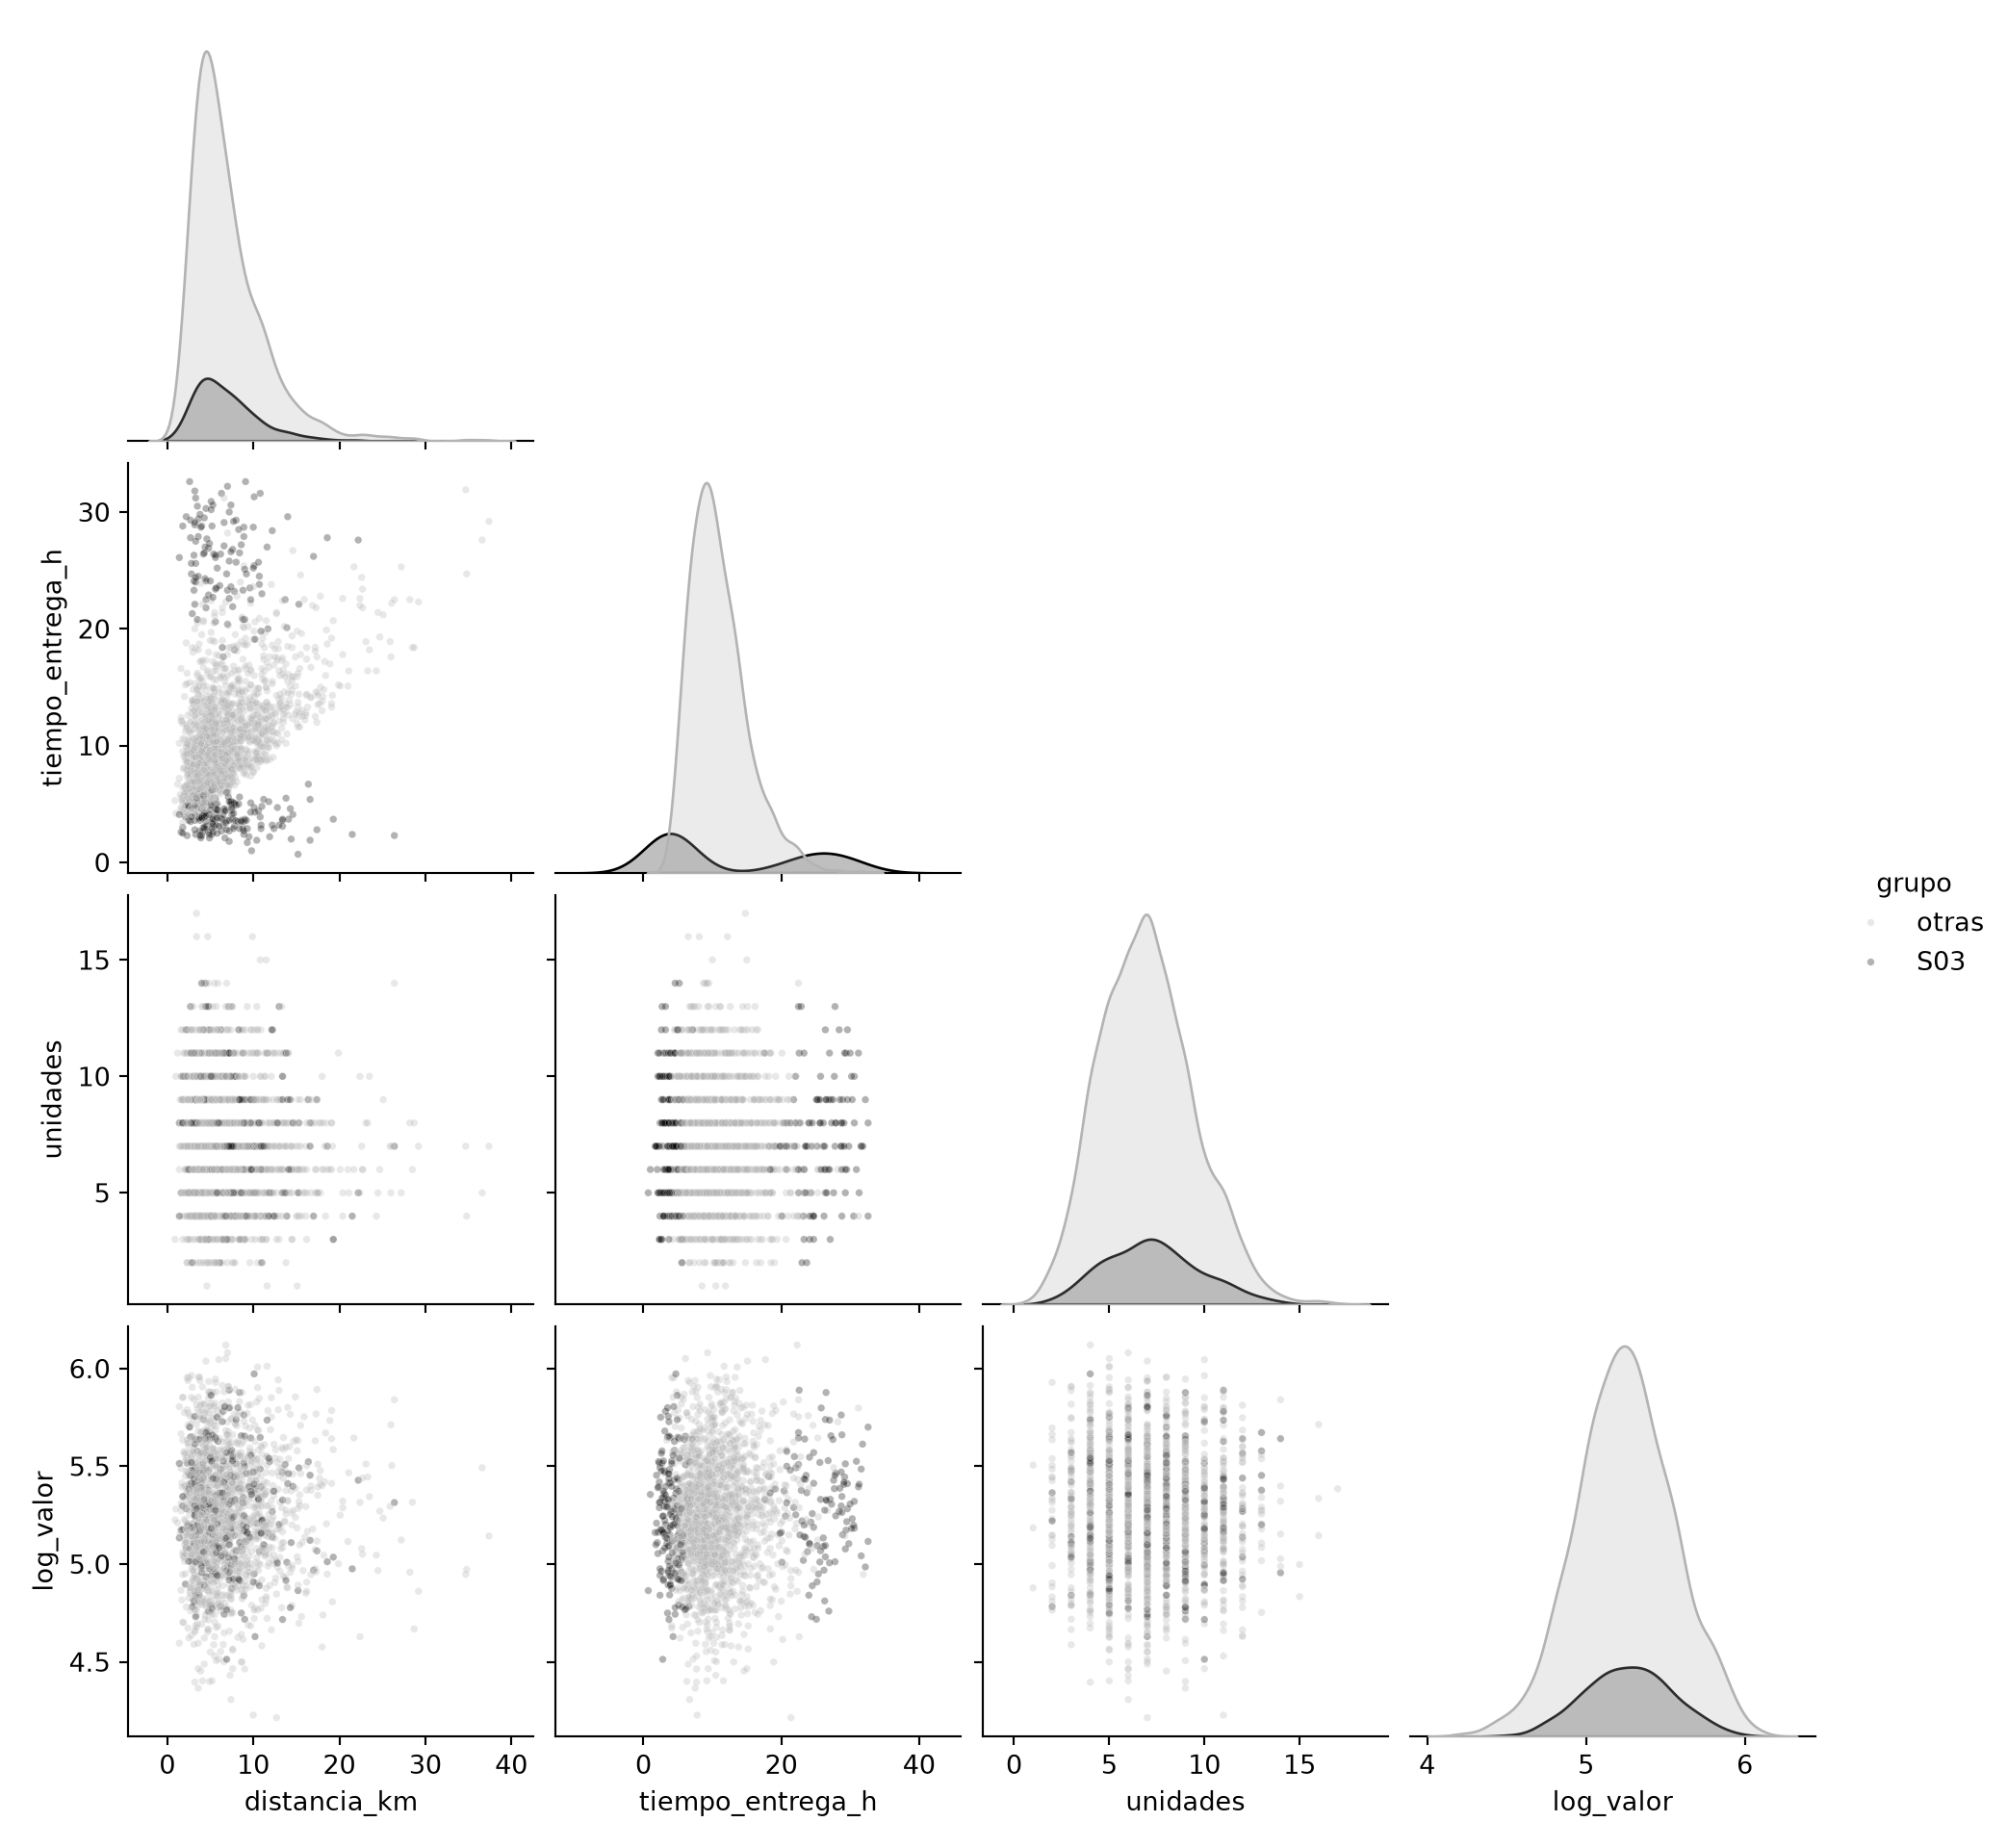 tiempo_entrega_h
30
20
10
0
unidades
15
10
5
log_valor
6.0
5.5
5.0
4.5
0 10 20 30 40
distancia_km
0 20 40
tiempo_entrega_h
0 5 10 15
unidades
4 5 6
log_valor
grupo
otras
S03